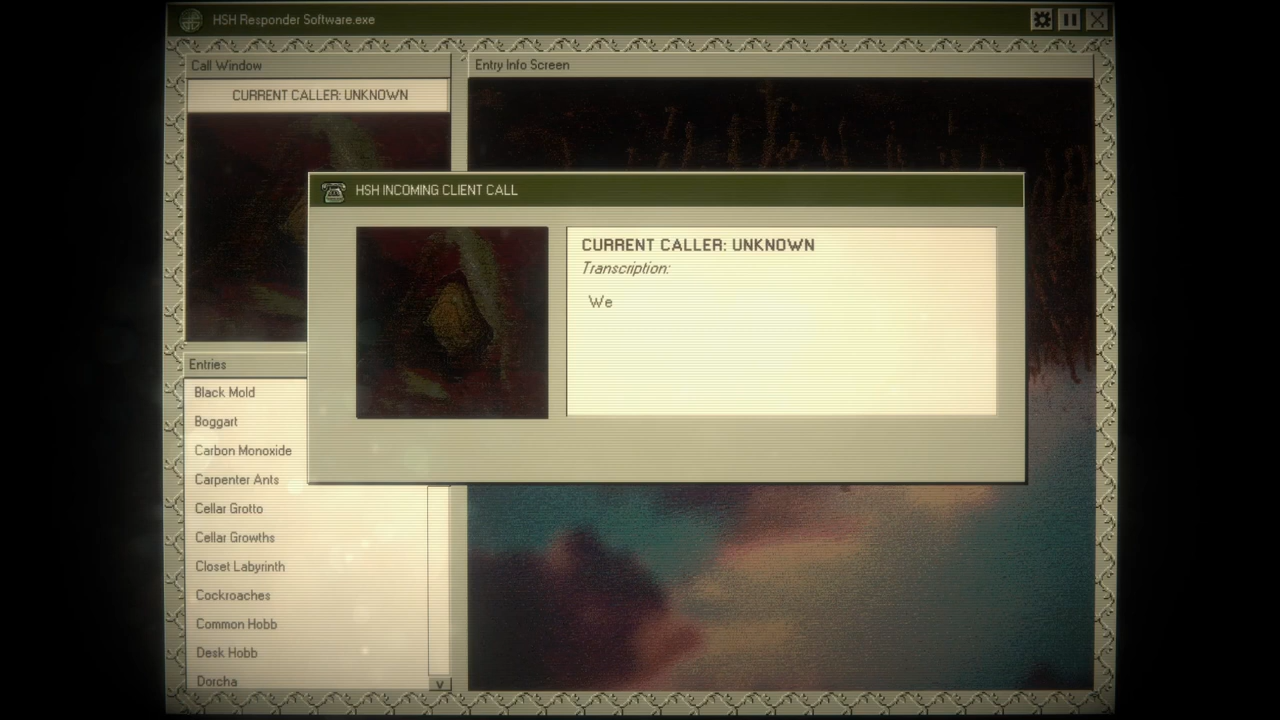 HSH Responder Software.exe
Call Window
CURRENT CALLER: UNKNOWN
Entry Info Screen
HSH INCOMING CLIENT CALL
CURRENT CALLER: UNKNOWN
Transcription:
We
Entries
Black Mold
Boggart
Carbon Monoxide
Carpenter Ants
Cellar Grotto
Cellar Growths
Closet Labyrinth
Cockroaches
Common Hobb
Desk Hobb
Dorcha